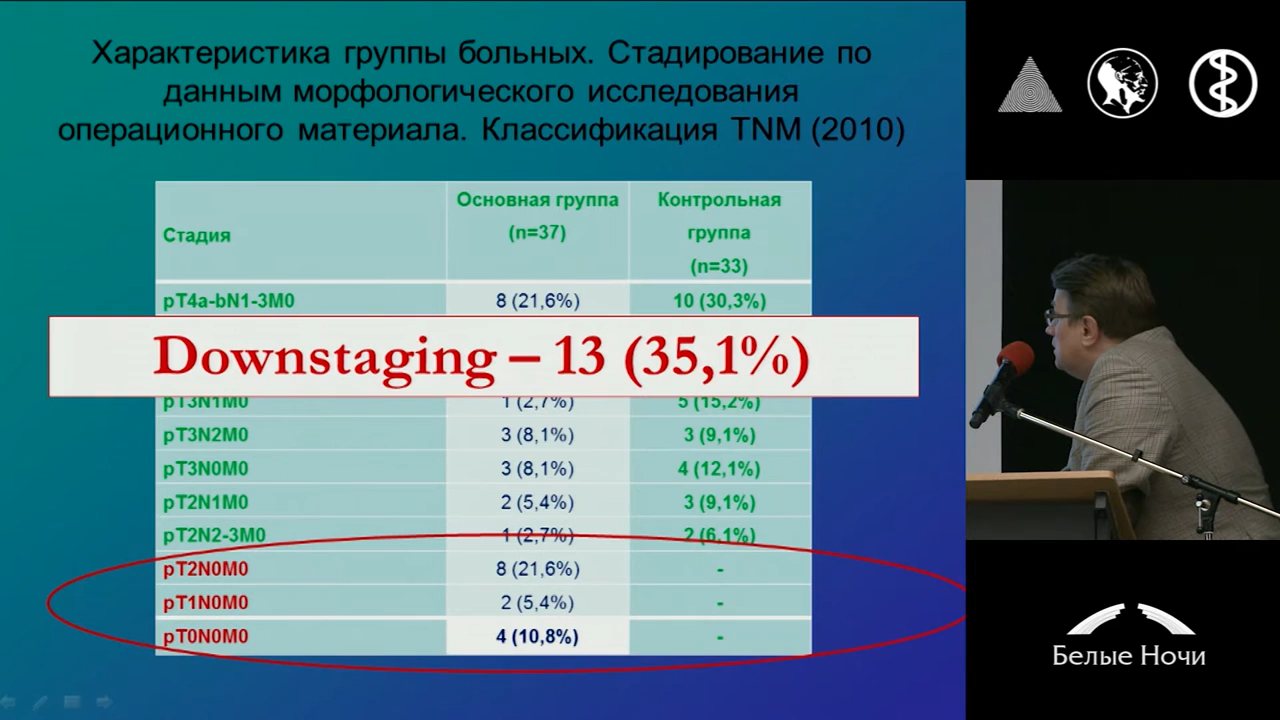 Характеристика группы больных. Стадирование по
данным морфологического исследования
операционного материала. Классификация TNM (2010)
Стадия
Основная группа
(n=37)
Контрольная
группа
(n=33)
pT4a-bN1-3M0 8 (21,6%) 10 (30,3%)
Downstaging – 13 (35,1%)
pT3N1M0 1 (2,7%) 5 (15,2%)
pT3N2M0 3 (8,1%) 3 (9,1%)
pT3N0M0 3 (8,1%) 4 (12,1%)
pT2N1M0 2 (5,4%) 3 (9,1%)
pT2N2-3M0 1 (2,7%) 2 (6,1%)
pT2N0M0 8 (21,6%) -
pT1N0M0 2 (5,4%) -
pT0N0M0 4 (10,8%) -
Белые Ночи